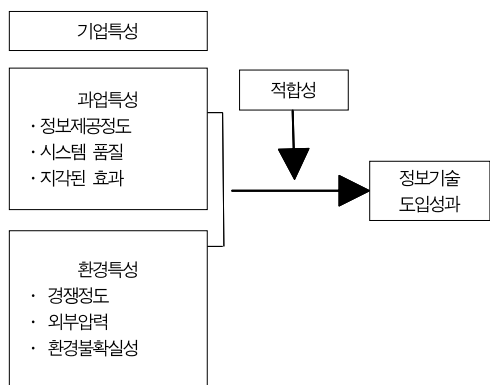 기업특성
과업특성
· 정보제공정도
· 시스템 품질
· 지각된 효과
적합성
정보기술
도입성과
환경특성
· 경쟁정도
· 외부압력
· 환경불확실성